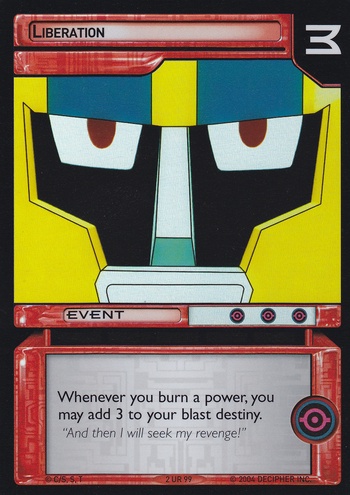 LIBERATION
3
EVENT
Whenever you burn a power, you
may add 3 to your blast destiny.
"And then I will seek my revenge!"
© C/S, S, T 2 UR 99 © 2004 DECIPHER INC.